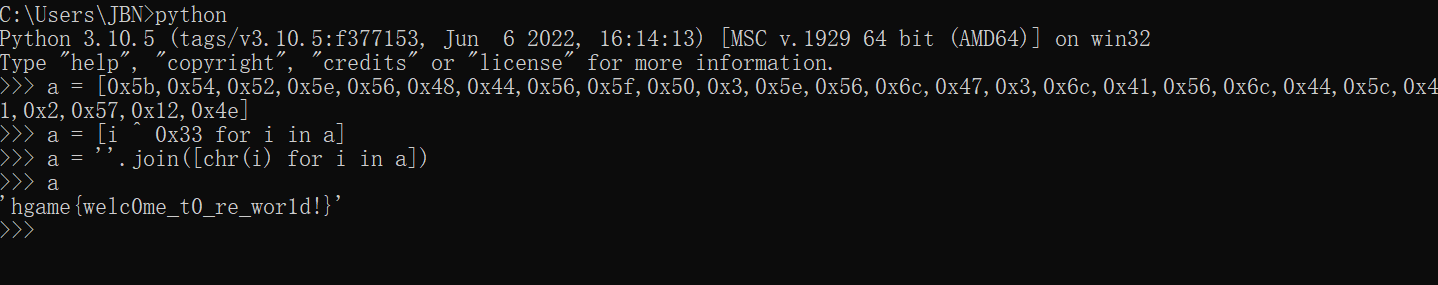 C:\Users\JBN>python
Python 3.10.5 (tags/v3.10.5:f377153, Jun  6 2022, 16:14:13) [MSC v.1929 64 bit (AMD64)] on win32
Type "help", "copyright", "credits" or "license" for more information.
>>> a = [0x5b,0x54,0x52,0x5e,0x56,0x48,0x44,0x56,0x5f,0x50,0x3,0x5e,0x56,0x6c,0x47,0x3,0x6c,0x41,0x56,0x6c,0x44,0x5c,0x4
1,0x2,0x57,0x12,0x4e]
>>> a = [i ^ 0x33 for i in a]
>>> a = ''.join([chr(i) for i in a])
>>> a
'hgame{welc0me_t0_re_wor1d!}'
>>>